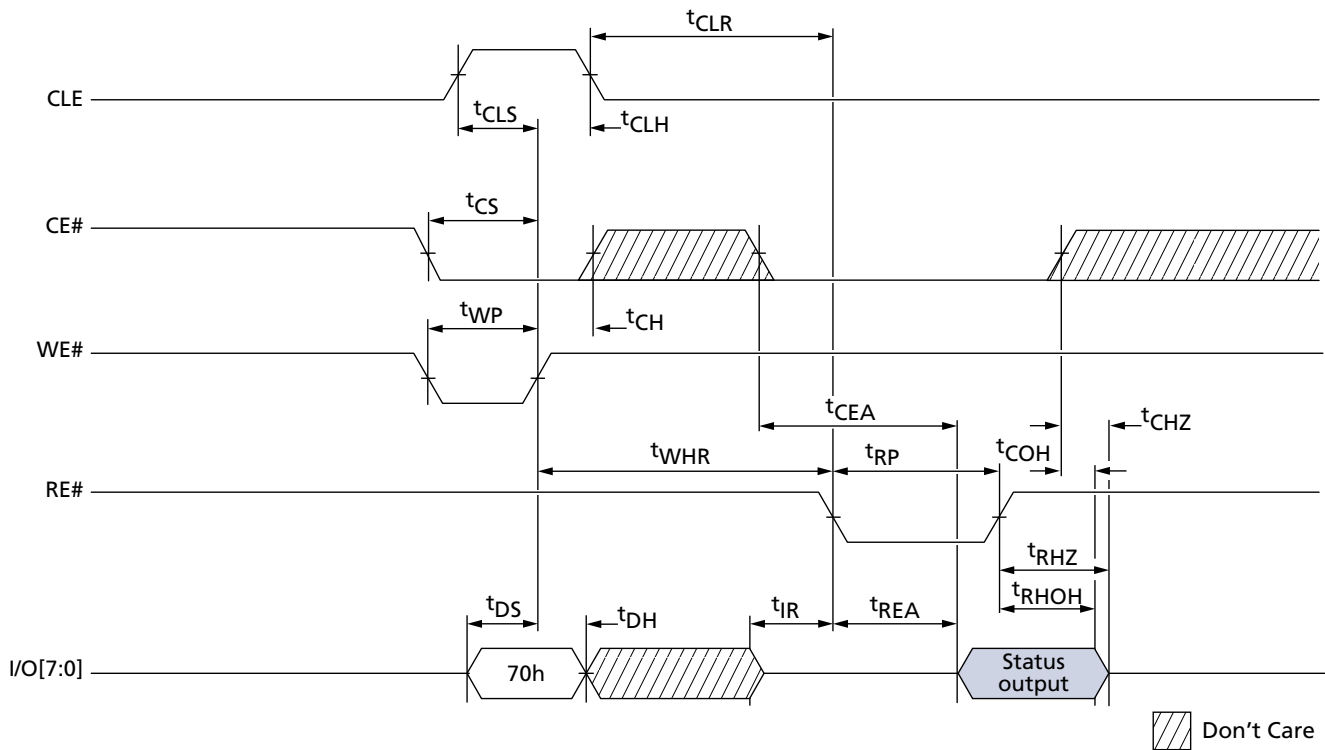 tCLR
CLE
tCLS
tCLH
tCS
CE#
tWP
tCH
WE#
tCEA
tCHZ
tWHR
tRP
tCOH
RE#
tRHZ
tDS
tDH
tIR
tREA
tRHOH
I/O[7:0]
70h
Status
output
Don't Care